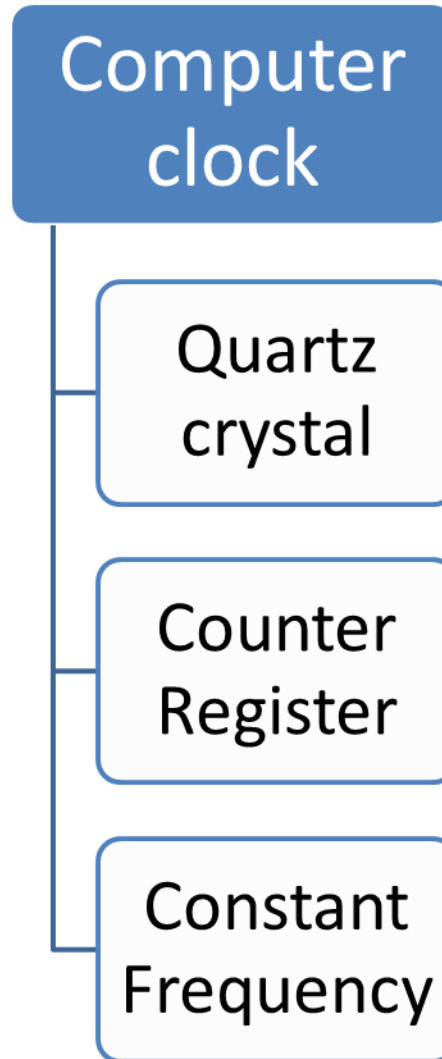 Computer
clock
Quartz
crystal
Counter
Register
Constant
Frequency